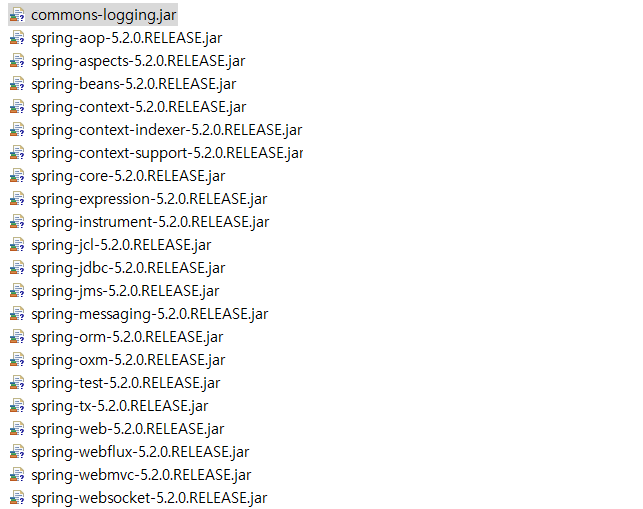 commons-logging.jar
spring-aop-5.2.0.RELEASE.jar
spring-aspects-5.2.0.RELEASE.jar
spring-beans-5.2.0.RELEASE.jar
spring-context-5.2.0.RELEASE.jar
spring-context-indexer-5.2.0.RELEASE.jar
spring-context-support-5.2.0.RELEASE.jar
spring-core-5.2.0.RELEASE.jar
spring-expression-5.2.0.RELEASE.jar
spring-instrument-5.2.0.RELEASE.jar
spring-jcl-5.2.0.RELEASE.jar
spring-jdbc-5.2.0.RELEASE.jar
spring-jms-5.2.0.RELEASE.jar
spring-messaging-5.2.0.RELEASE.jar
spring-orm-5.2.0.RELEASE.jar
spring-oxm-5.2.0.RELEASE.jar
spring-test-5.2.0.RELEASE.jar
spring-tx-5.2.0.RELEASE.jar
spring-web-5.2.0.RELEASE.jar
spring-webflux-5.2.0.RELEASE.jar
spring-webmvc-5.2.0.RELEASE.jar
spring-websocket-5.2.0.RELEASE.jar